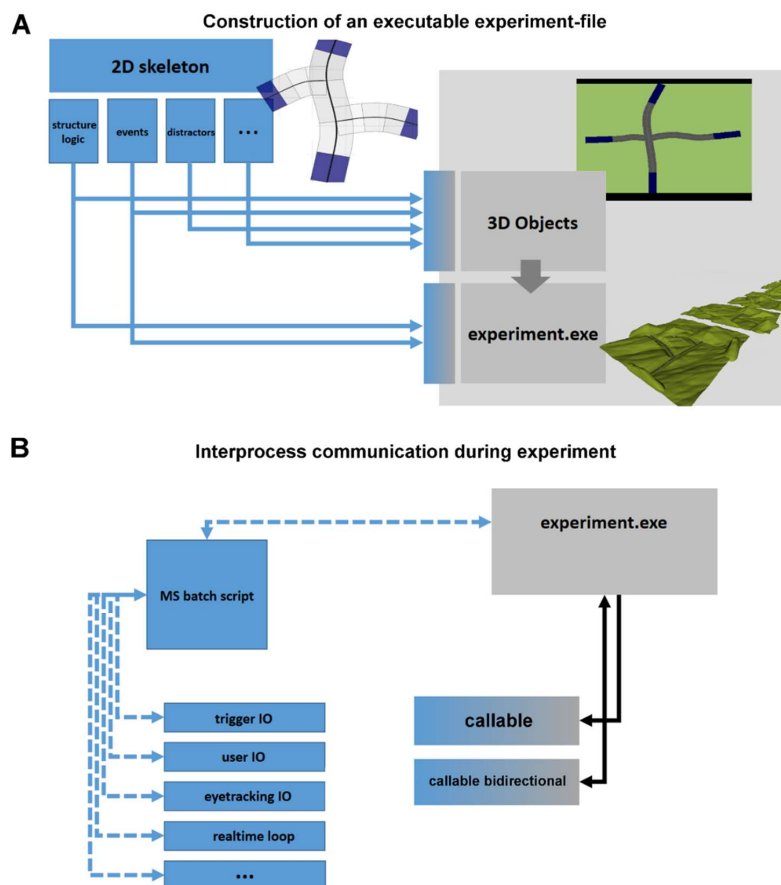 A
Construction of an executable experiment-file
2D skeleton
structure
logic
events
distractors
...
3D Objects
experiment.exe
B
Interprocess communication during experiment
experiment.exe
MS batch script
trigger IO
callable
user IO
callable bidirectional
eyetracking IO
realtime loop
...